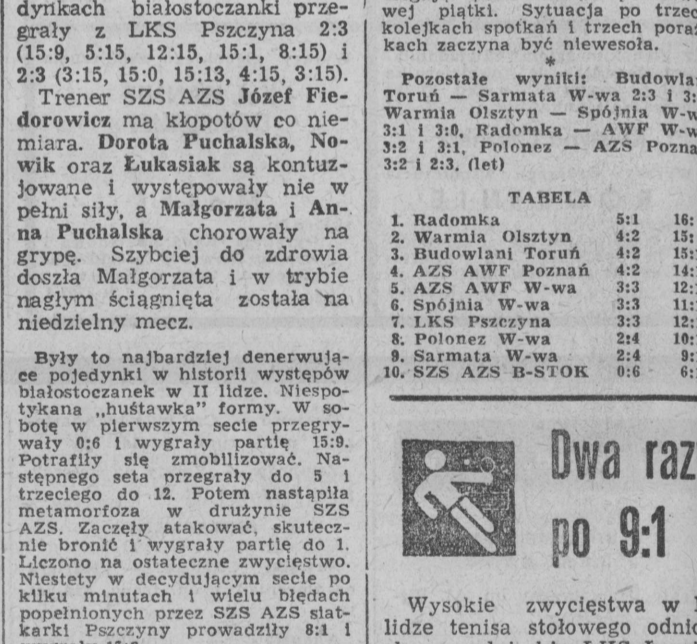 dynkach białostoczanki prze-
grały z LKS Pszczyna 2:3
(15:9, 5:15, 12:15, 15:1, 8:15) i
2:3 (3:15, 15:0, 15:13, 4:15, 3:15).
Trener SZS AZS Józef Fie-
dorowicz ma kłopotów co nie-
miara. Dorota Puchalska, No-
wik oraz Łukasiak są kontuz-
jowane i występowały nie w
pełni siły, a Małgorzata i An-
na Puchalska chorowały na
grypę. Szybciej do zdrowia
doszła Małgorzata i w trybie
nagłym ściągnięta została na
niedzielny mecz.
Były to najbardziej denerwują-
ce pojedynki w historii występów
białostoczanek w II lidze. Niespo-
tykana „huśtawka” formy. W so-
botę w pierwszym secie przegry-
wały 0:6 i wygrały partię 15:9.
Potrafiły się zmobilizować. Na-
stępnego seta przegrały do 5 i
trzeciego do 12. Potem nastąpiła
metamorfoza w drużynie SZS
AZS. Zaczęły atakować, skutecz-
nie bronić i wygrały partię do 1.
Liczono na ostateczne zwycięstwo.
Niestety w decydującym secie po
kilku minutach i wielu błędach
popełnionych przez SZS AZS siat-
karki Pszczyny prowadziły 8:1 i
wej piątki. Sytuacja po trzec
kolejkach spotkań i trzech poraż
kach zaczyna być niewesoła.
*
Pozostałe wyniki: Budowla
Toruń — Sarmata W-wa 2:3 i 3:
Warmia Olsztyn — Spójnia W-w
3:1 i 3:0, Radomka — AWF W-w
3:2 i 3:1, Polonez — AZS Pozna
3:2 i 2:3. (let)
TABELA
1. Radomka 5:1 16:
2. Warmia Olsztyn 4:2 15:
3. Budowlani Toruń 4:2 15:
4. AZS AWF Poznań 4:2 14:
5. AZS AWF W-wa 3:3 12:
6. Spójnia W-wa 3:3 11:
7. LKS Pszczyna 3:3 12:
8. Polonez W-wa 2:4 10:
9. Sarmata W-wa 2:4 9:
10. SZS AZS B-STOK 0:6 6:
Dwa raz
po 9:1
Wysokie zwycięstwa w
lidze tenisa stołowego odni